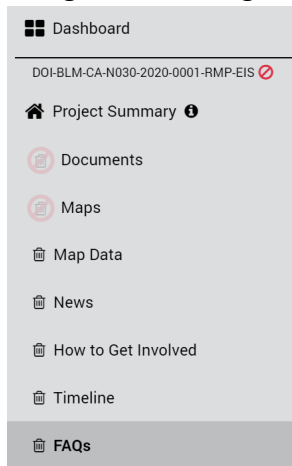 Dashboard
DOI-BLM-CA-N030-2020-0001-RMP-EIS
Project Summary
Documents
Maps
Map Data
News
How to Get Involved
Timeline
FAQs